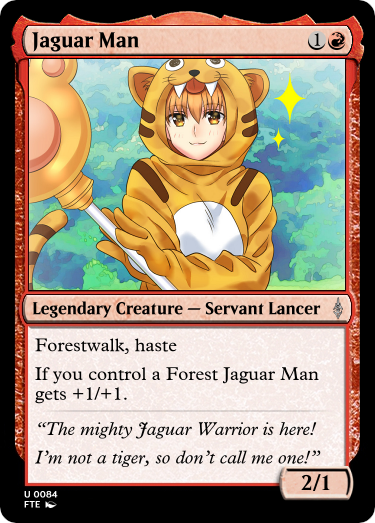 Jaguar Man 1
Legendary Creature — Servant Lancer
Forestwalk, haste
If you control a Forest Jaguar Man
gets +1/+1.
“The mighty Jaguar Warrior is here!
I'm not a tiger, so don't call me one!”
2/1
U 0084
FTE